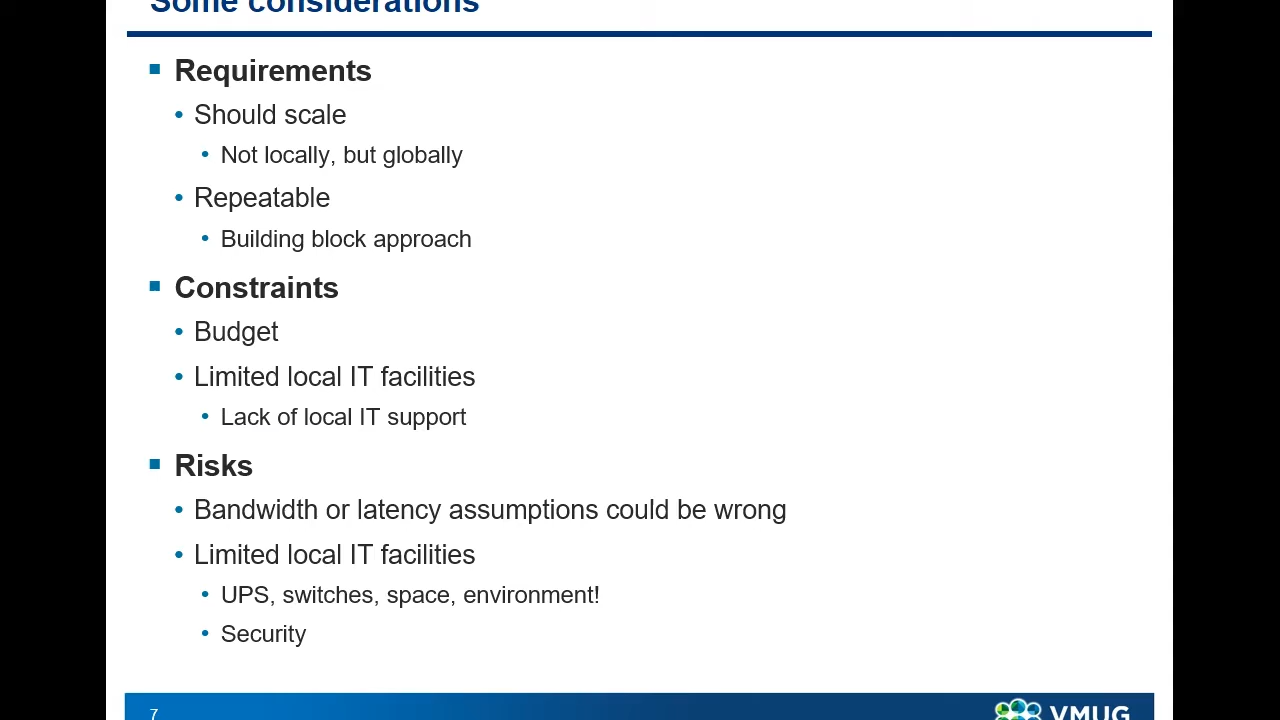 Some considerations
Requirements
Should scale
Not locally, but globally
Repeatable
Building block approach
Constraints
Budget
Limited local IT facilities
Lack of local IT support
Risks
Bandwidth or latency assumptions could be wrong
Limited local IT facilities
UPS, switches, space, environment!
Security
7
VMUG